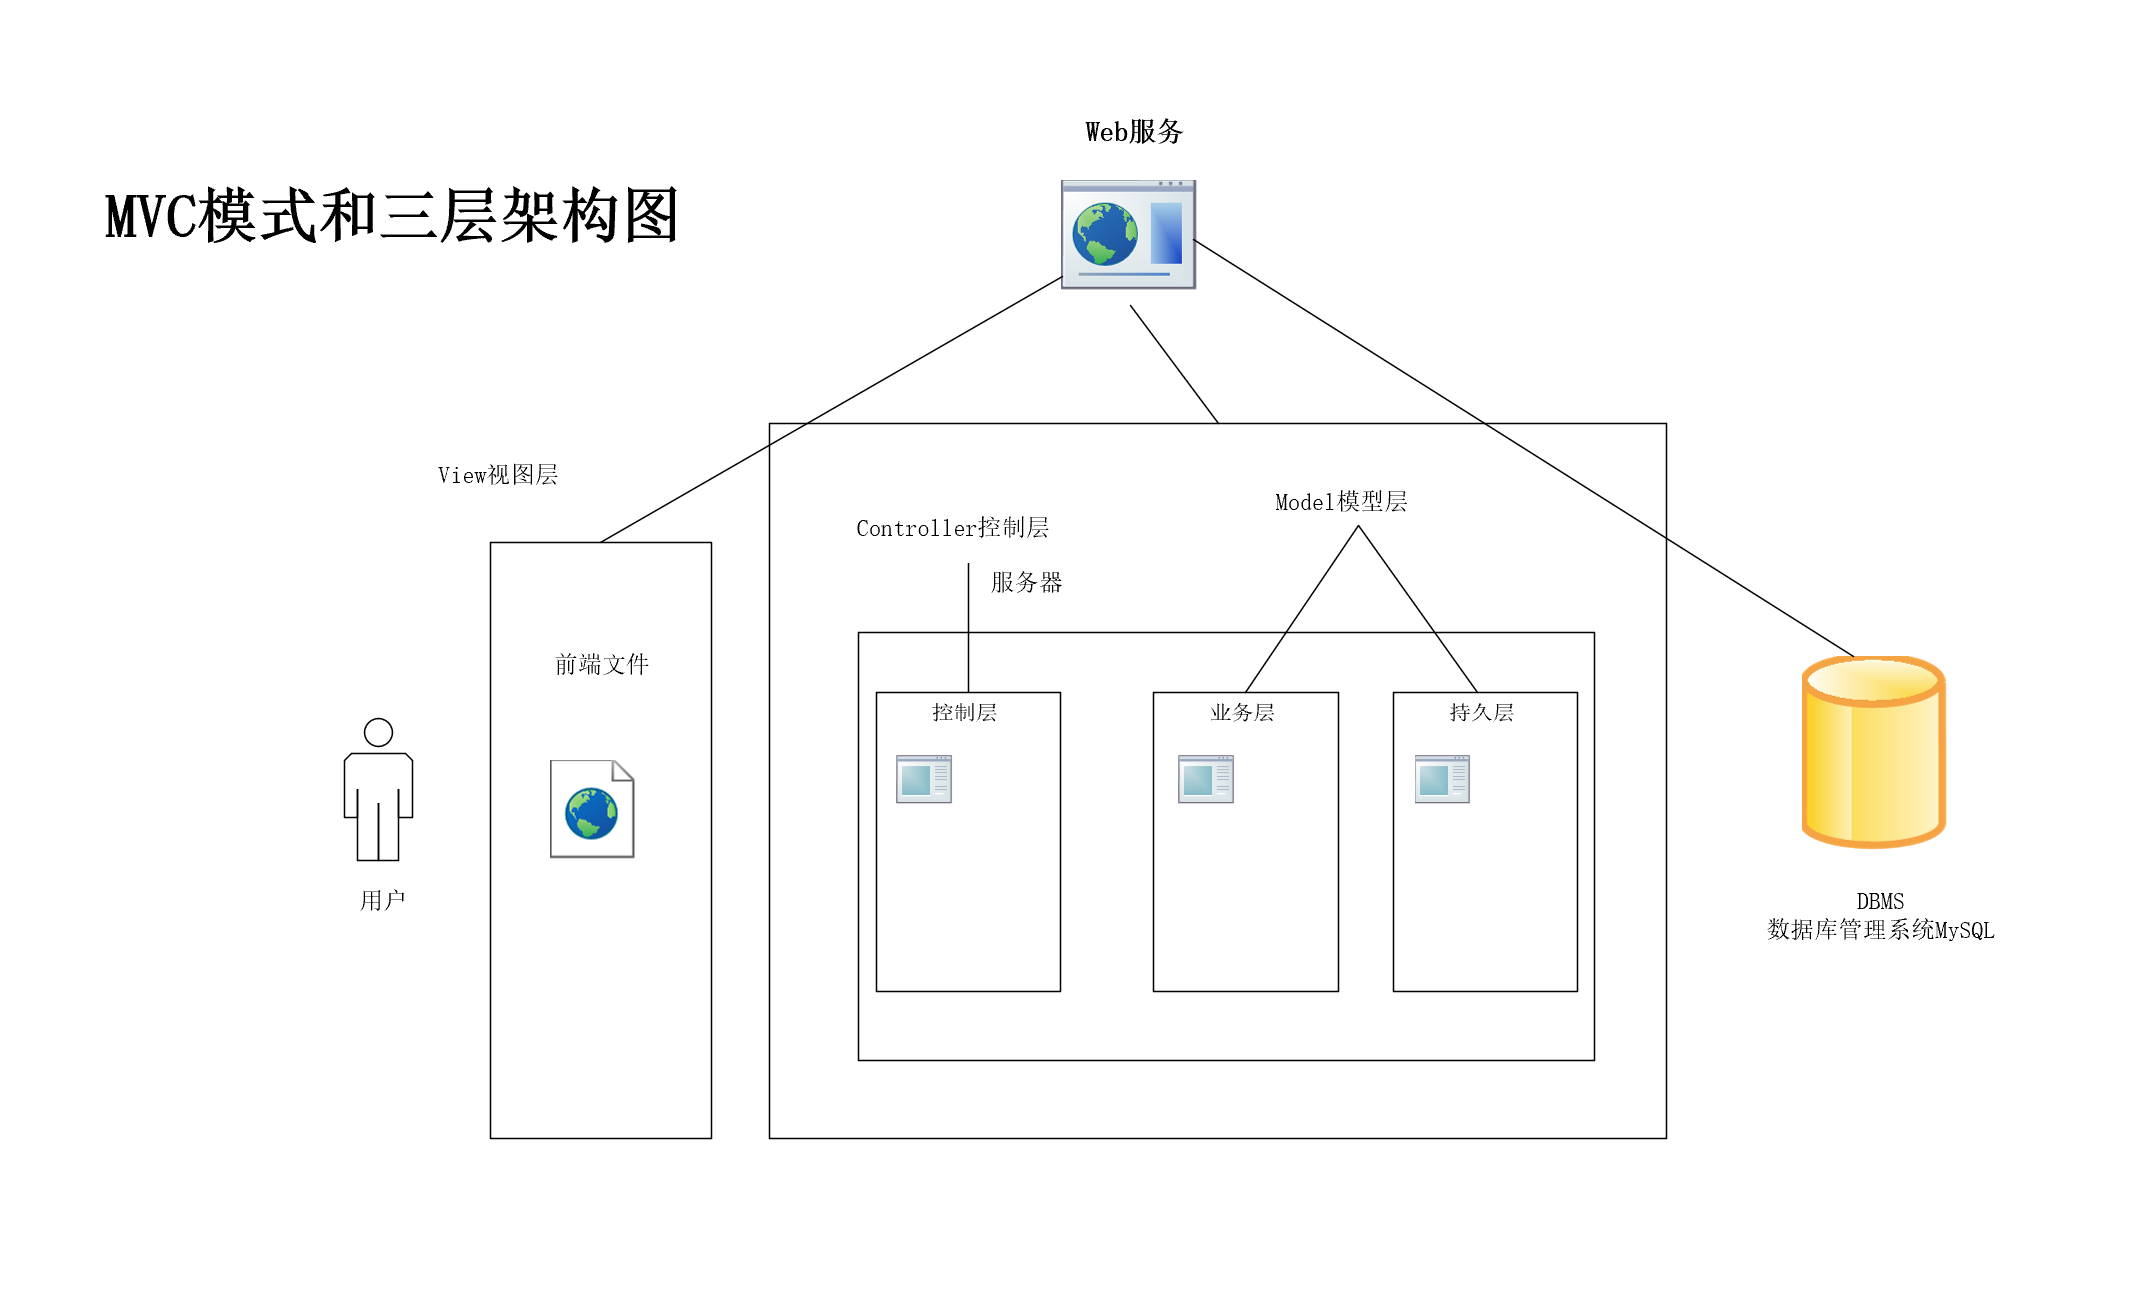 Web服务
MVC模式和三层架构图
View视图层
Model模型层
Controller控制层
服务器
前端文件
控制层
业务层
持久层
用户
DBMS
数据库管理系统MySQL